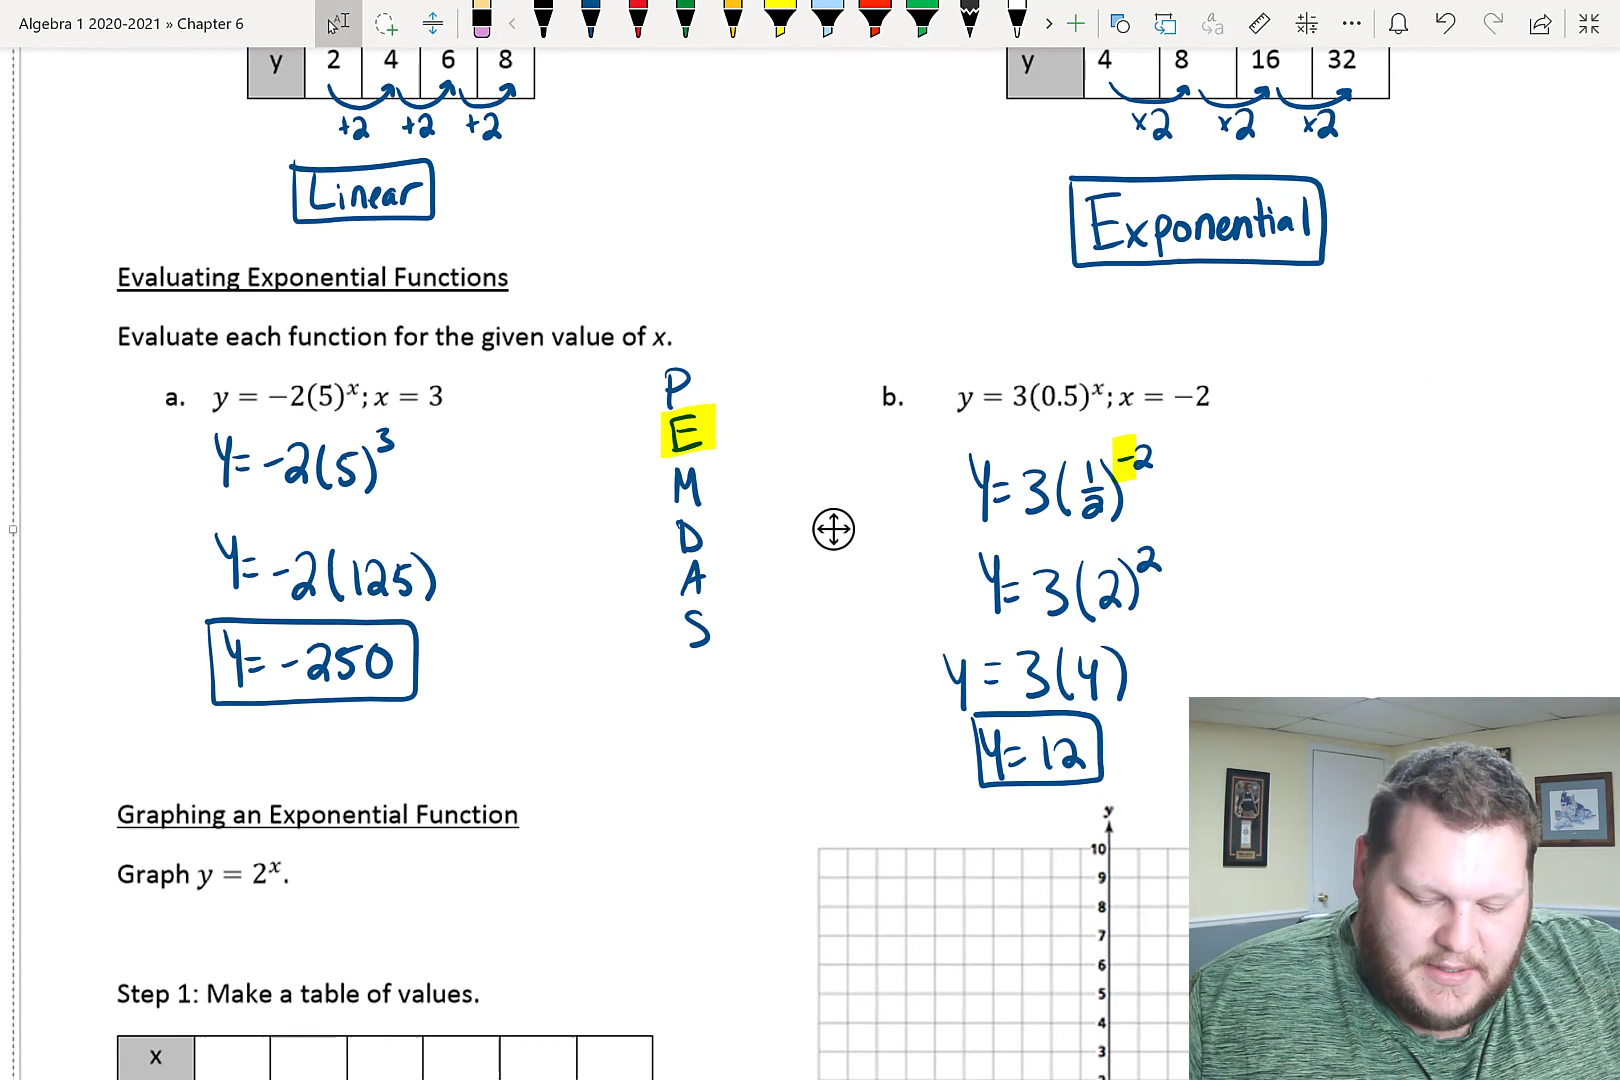 Algebra 1 2020-2021 » Chapter 6
y 2 4 6 8
+2 +2 +2
Linear
y 4 8 16 32
x2 x2 x2
Exponential
Evaluating Exponential Functions
Evaluate each function for the given value of x.
a. y = −2(5)ˣ; x = 3
y = -2(5)³
y = -2(125)
y = -250
P
E
M
D
A
S
b. y = 3(0.5)ˣ; x = −2
y = 3(1/2)⁻²
y = 3(2)²
y = 3(4)
y = 12
Graphing an Exponential Function
Graph y = 2ˣ.
Step 1: Make a table of values.
x
y
10
9
8
7
6
5
4
3